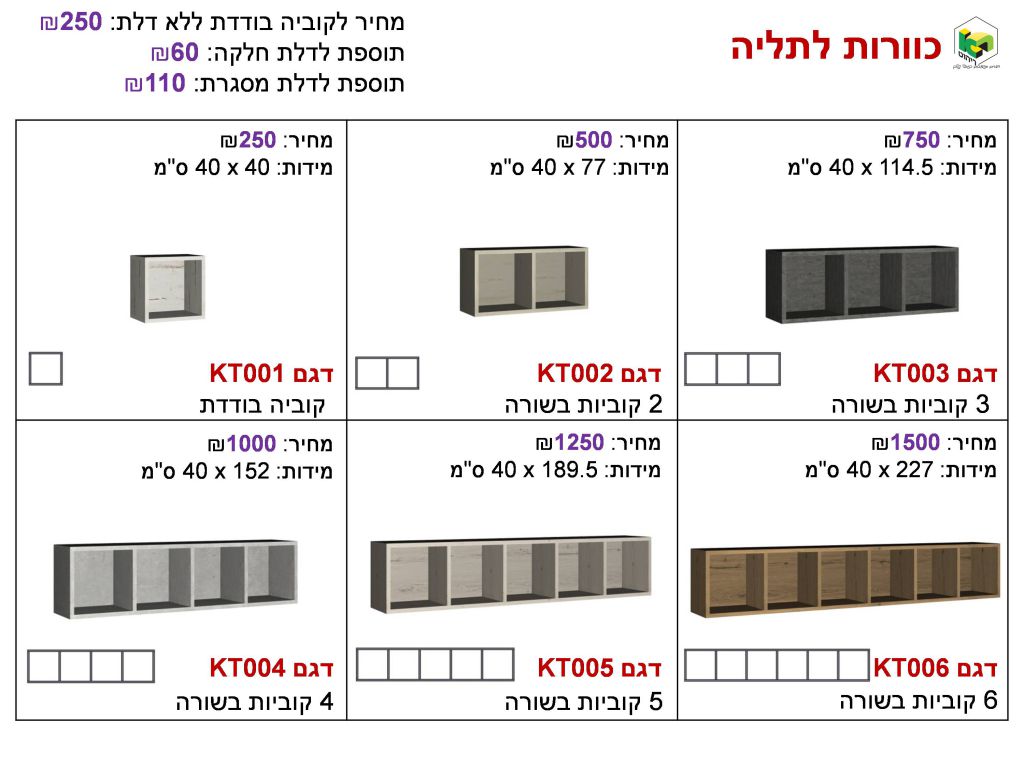 כוורות לתליה
מחיר לקוביה בודדת ללא דלת: 250₪
תוספת לדלת חלקה: 60₪
תוספת לדלת מסגרת: 110₪
מחיר: 750₪
מידות: 114.5 x 40 ס"מ
דגם KT003
3 קוביות בשורה
מחיר: 500₪
מידות: 77 x 40 ס"מ
דגם KT002
2 קוביות בשורה
מחיר: 250₪
מידות: 40 x 40 ס"מ
דגם KT001
קוביה בודדת
מחיר: 1500₪
מידות: 227 x 40 ס"מ
דגם KT006
6 קוביות בשורה
מחיר: 1250₪
מידות: 189.5 x 40 ס"מ
דגם KT005
5 קוביות בשורה
מחיר: 1000₪
מידות: 152 x 40 ס"מ
דגם KT004
4 קוביות בשורה